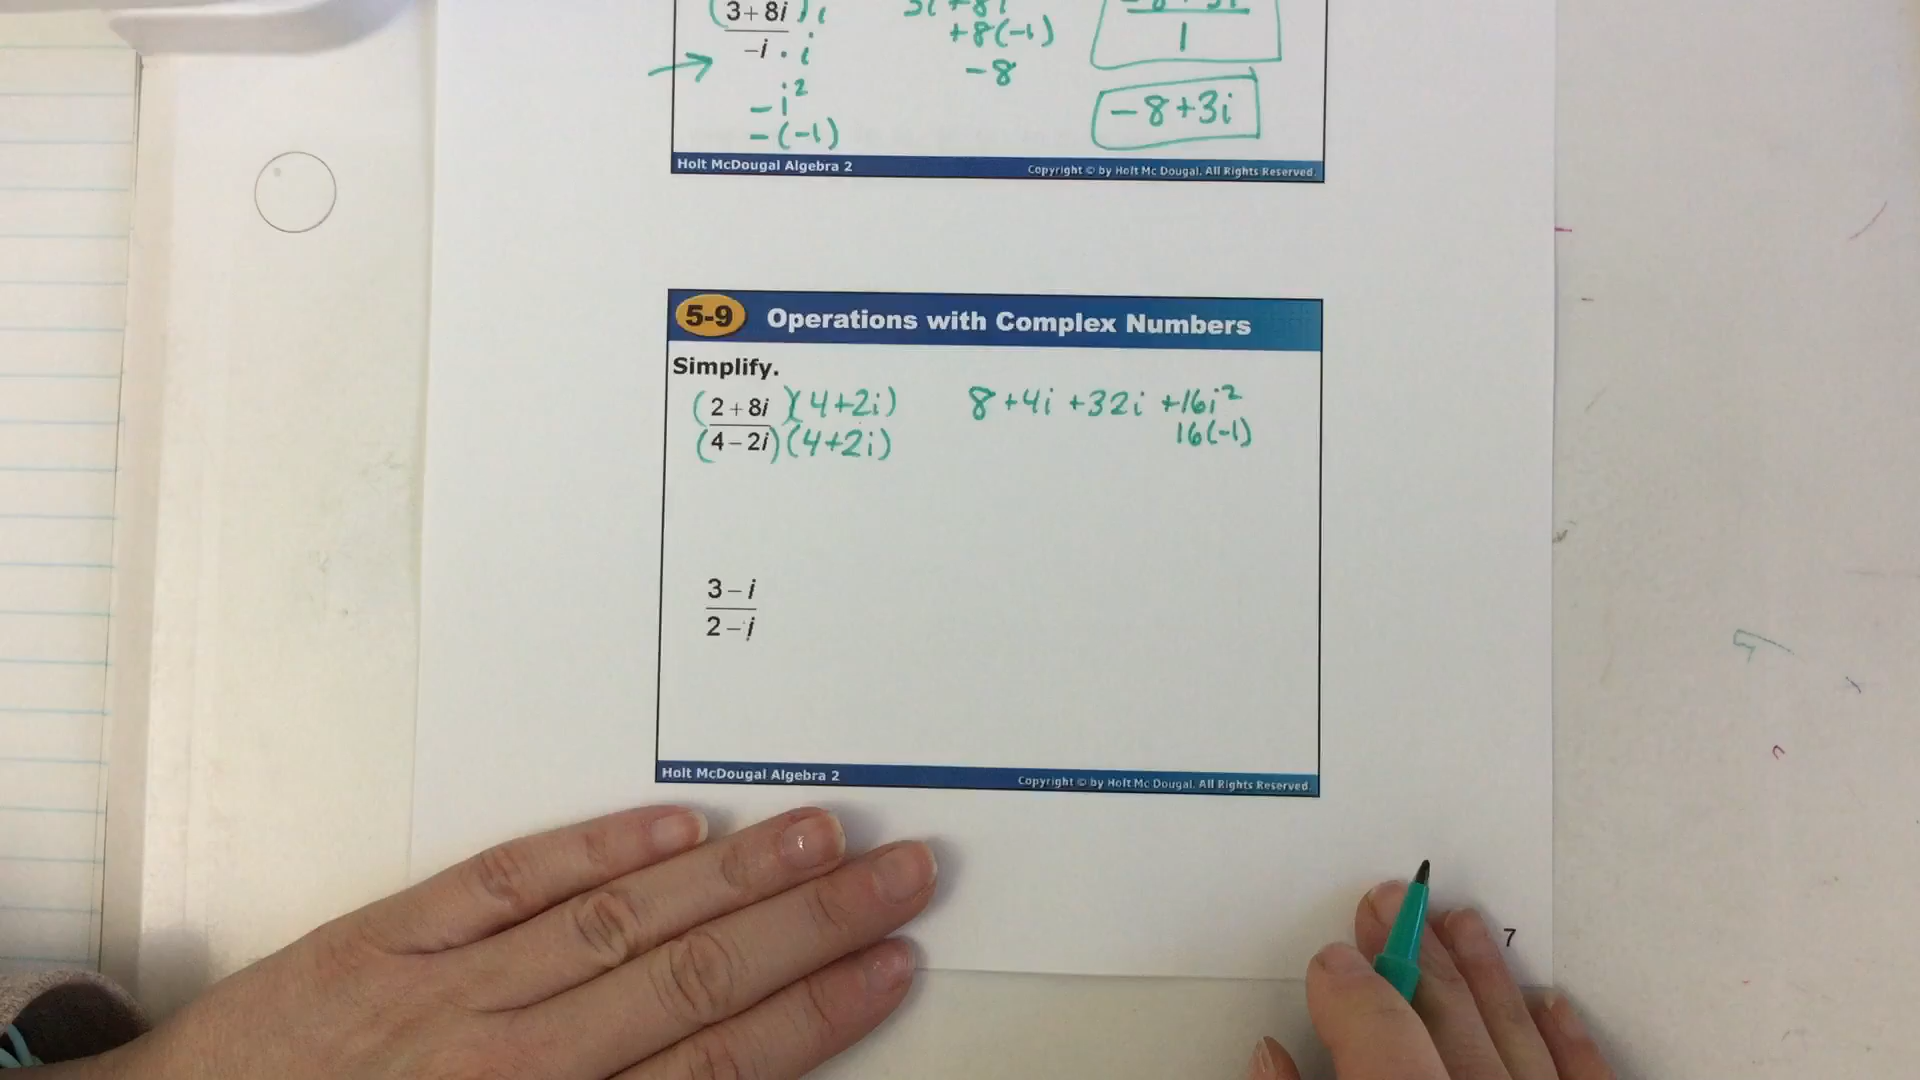 (3+8i) i
-i · i
-i²
-(-1)
+8(-1)
-8
1
-8+3i
Holt McDougal Algebra 2
Copyright © by Holt Mc Dougal. All Rights Reserved.
5-9 Operations with Complex Numbers
Simplify.
(2+8i)(4+2i)
(4-2i)(4+2i)
8+4i+32i+16i²
16(-1)
3-i
2-i
Holt McDougal Algebra 2
Copyright © by Holt Mc Dougal. All Rights Reserved.
7